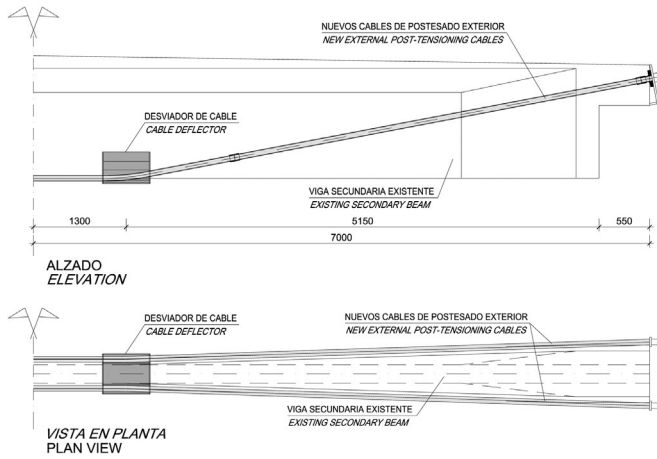 NUEVOS CABLES DE POSTESADO EXTERIOR
NEW EXTERNAL POST-TENSIONING CABLES
DESVIADOR DE CABLE
CABLE DEFLECTOR
VIGA SECUNDARIA EXISTENTE
EXISTING SECONDARY BEAM
1300
5150
550
7000
ALZADO
ELEVATION
DESVIADOR DE CABLE
CABLE DEFLECTOR
NUEVOS CABLES DE POSTESADO EXTERIOR
NEW EXTERNAL POST-TENSIONING CABLES
VIGA SECUNDARIA EXISTENTE
EXISTING SECONDARY BEAM
VISTA EN PLANTA
PLAN VIEW